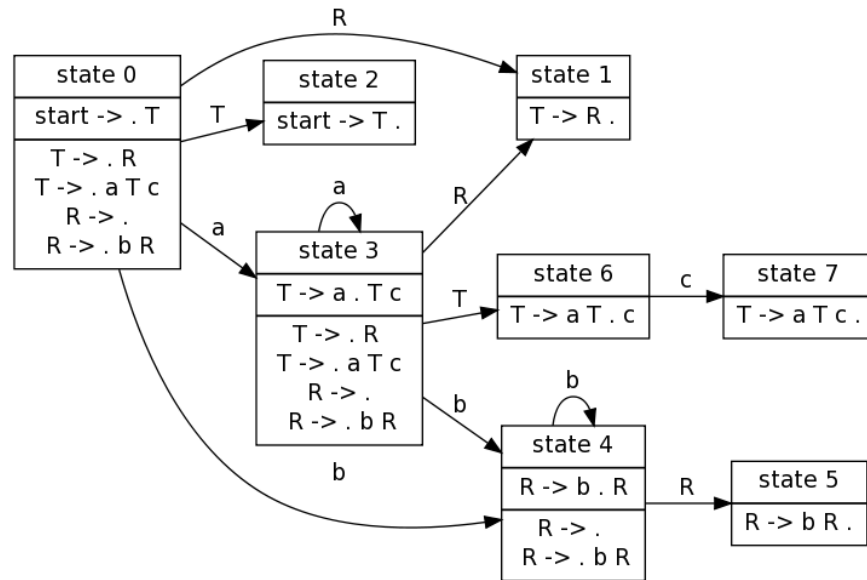 R
state 0
start -> . T
T -> . R
T -> . a T c
R -> .
R -> . b R
T
state 2
start -> T .
state 1
T -> R .
a
a
state 3
T -> a . T c
T -> . R
T -> . a T c
R -> .
R -> . b R
R
T
state 6
T -> a T . c
c
state 7
T -> a T c .
b
b
b
state 4
R -> b . R
R -> .
R -> . b R
R
state 5
R -> b R .